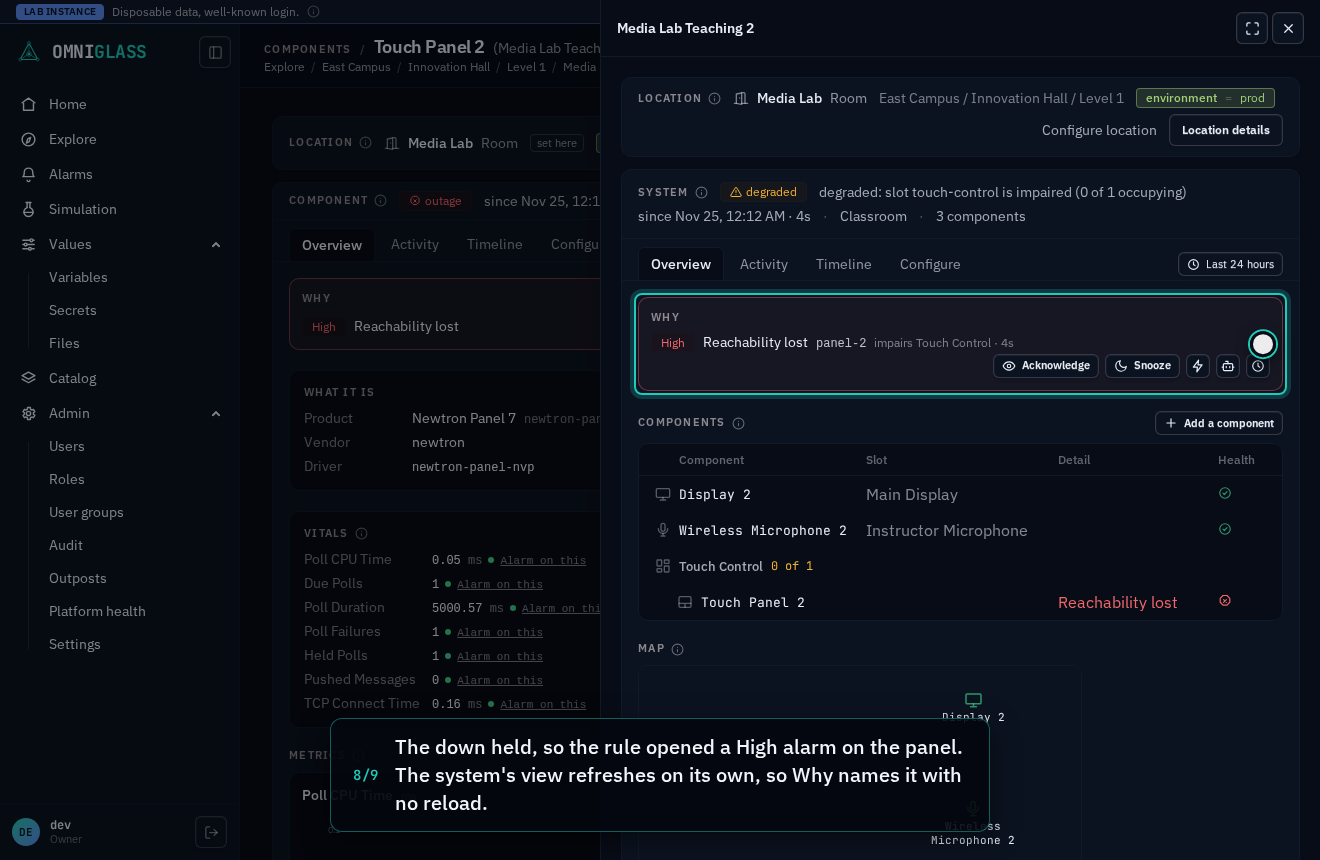 LAB INSTANCE Disposable data, well-known login.
OMNIGLASS
Home
Explore
Alarms
Simulation
Values
Variables
Secrets
Files
Catalog
Admin
Users
Roles
User groups
Audit
Outposts
Platform health
Settings
DE dev
Owner
COMPONENTS / Touch Panel 2 (Media Lab Teach
Explore / East Campus / Innovation Hall / Level 1 / Media
LOCATION Media Lab Room set here
COMPONENT outage since Nov 25, 12:1
Overview Activity Timeline Configu
WHY
High Reachability lost
WHAT IT IS
Product Newtron Panel 7 newtron-pan
Vendor newtron
Driver newtron-panel-nvp
VITALS
Poll CPU Time 0.05 ms Alarm on this
Due Polls 1 Alarm on this
Poll Duration 5000.57 ms Alarm on thi
Poll Failures 1 Alarm on this
Held Polls 1 Alarm on this
Pushed Messages 0 Alarm on this
TCP Connect Time 0.16 ms Alarm on this
METRI
Poll CPU Time
Media Lab Teaching 2
LOCATION Media Lab Room East Campus / Innovation Hall / Level 1 environment = prod
Configure location Location details
SYSTEM degraded degraded: slot touch-control is impaired (0 of 1 occupying)
since Nov 25, 12:12 AM · 4s · Classroom · 3 components
Overview Activity Timeline Configure Last 24 hours
WHY
High Reachability lost panel-2 impairs Touch Control · 4s
Acknowledge Snooze
COMPONENTS Add a component
Component Slot Detail Health
Display 2 Main Display
Wireless Microphone 2 Instructor Microphone
Touch Control 0 of 1
Touch Panel 2 Reachability lost
MAP
Display 2
Wireless
Microphone 2
8/9
The down held, so the rule opened a High alarm on the panel.
The system's view refreshes on its own, so Why names it with
no reload.